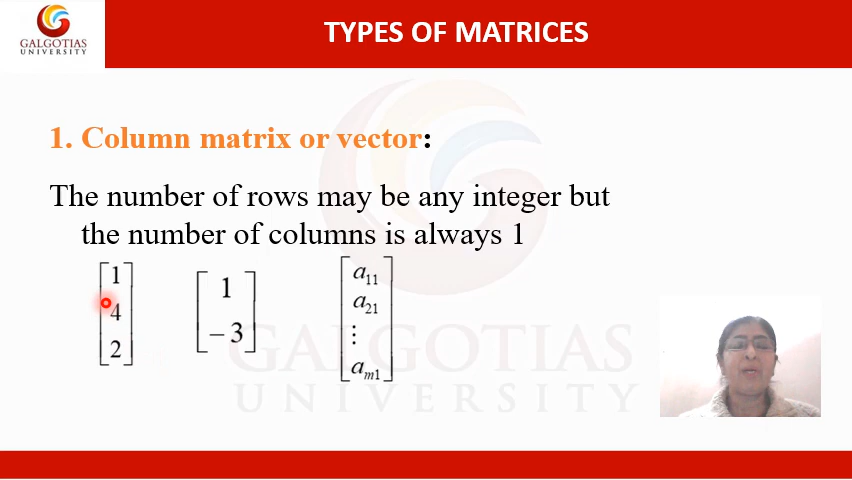 GALGOTIAS
UNIVERSITY
TYPES OF MATRICES
1. Column matrix or vector:
The number of rows may be any integer but
the number of columns is always 1
[1
4
2]
[1
−3]
[a₁₁
a₂₁
⋮
aₘ₁]
GALGOTIAS
UNIVERSITY